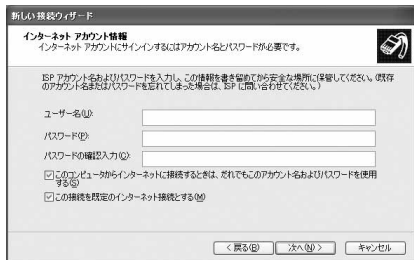 新しい接続ウィザード
インターネット アカウント情報
インターネット アカウントにサインインするにはアカウント名とパスワードが必要です。
ISP アカウント名およびパスワードを入力し、この情報を書き留めてから安全な場所に保管してください。(既存
のアカウント名またはパスワードを忘れてしまった場合は、ISP に問い合わせてください。)
ユーザー名(U):
パスワード(P):
パスワードの確認入力(C):
このコンピュータからインターネットに接続するときは、だれでもこのアカウント名およびパスワードを使用
する(S)
この接続を既定のインターネット接続とする(M)
< 戻る(B)
次へ(N) >
キャンセル